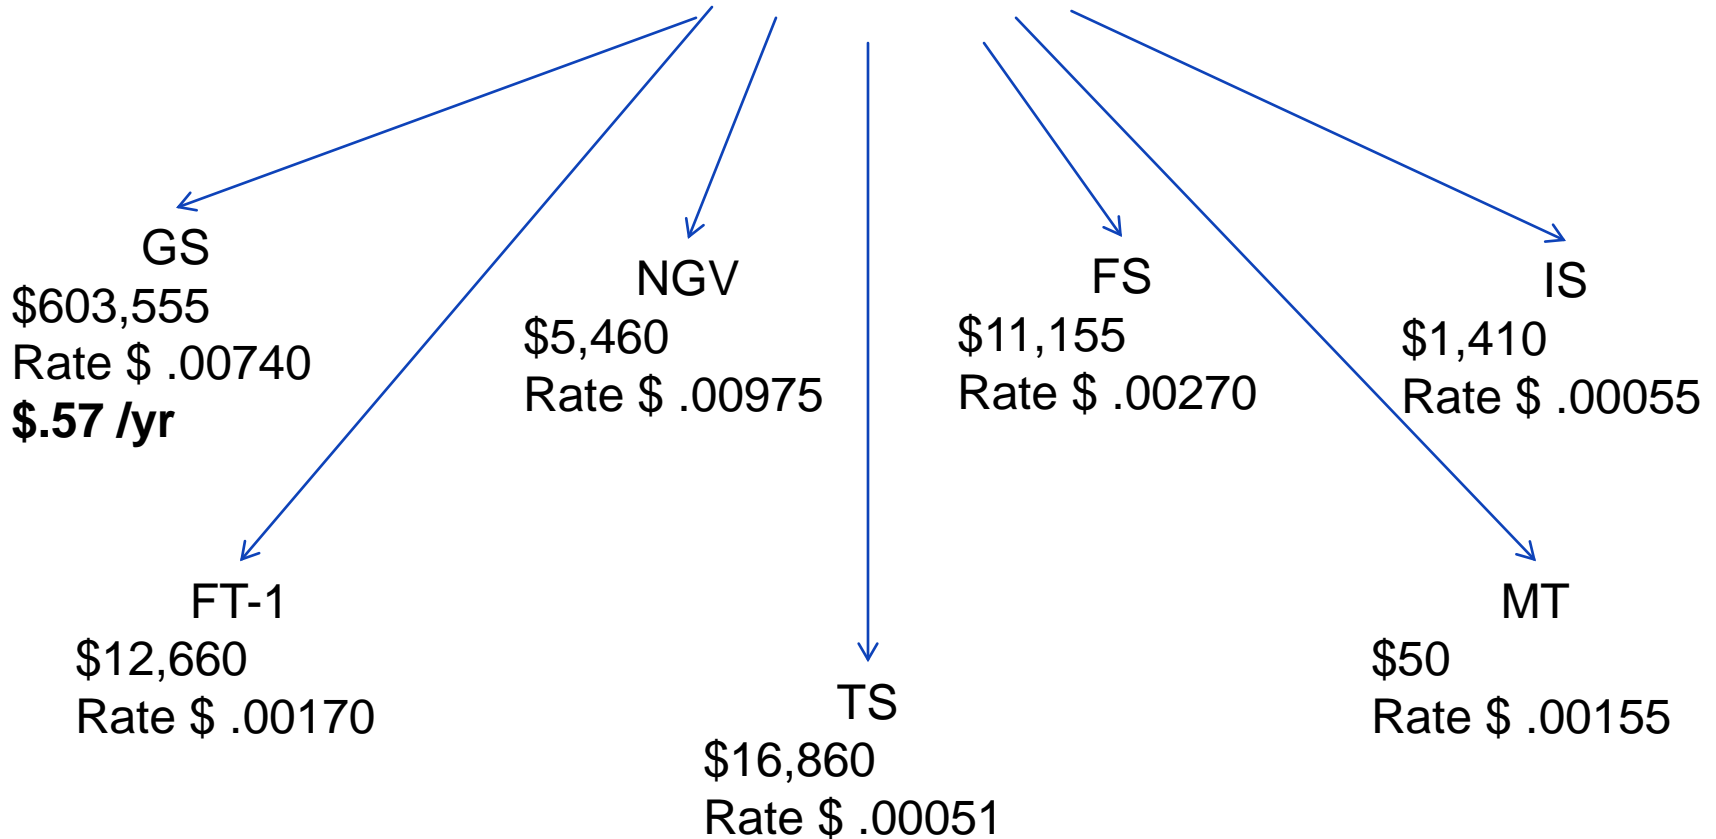 GS
$603,555
Rate $ .00740
$.57 /yr
NGV
$5,460
Rate $ .00975
FS
$11,155
Rate $ .00270
IS
$1,410
Rate $ .00055
FT-1
$12,660
Rate $ .00170
TS
$16,860
Rate $ .00051
MT
$50
Rate $ .00155